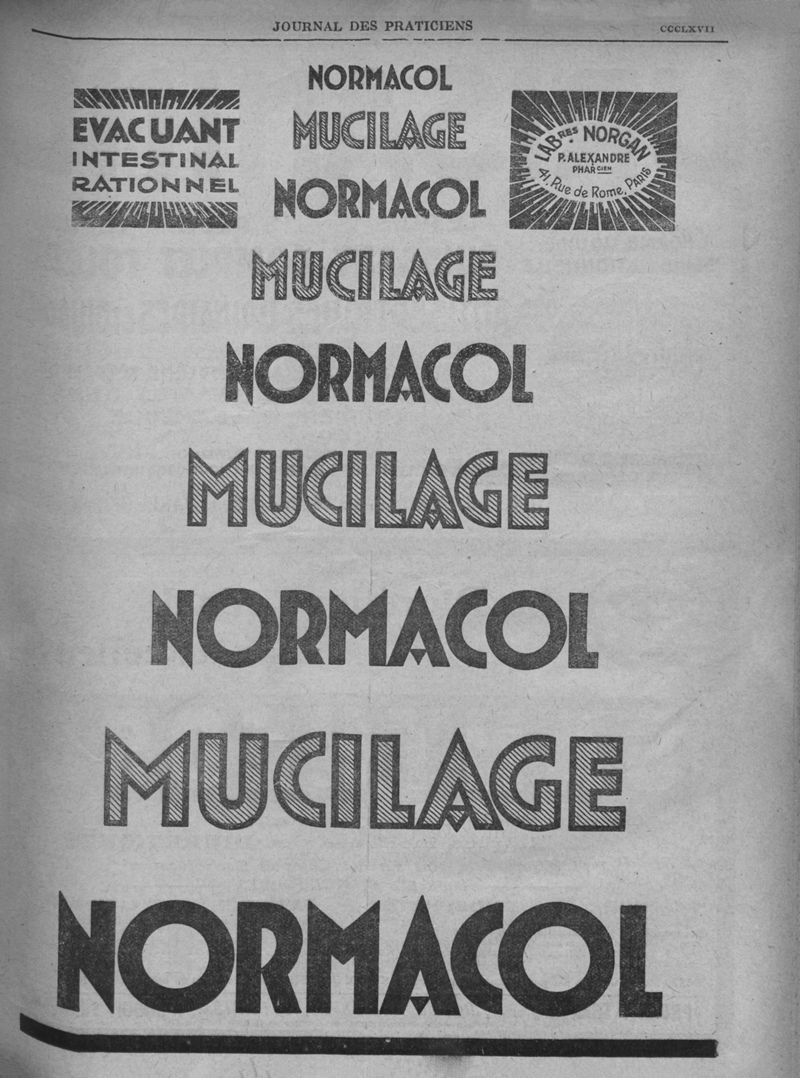 JOURNAL DES PRATICIENS
CCCLXVII
EVACUANT
INTESTINAL
RATIONNEL
NORMACOL
MUCILAGE
NORMACOL
MUCILAGE
NORMACOL
MUCILAGE
NORMACOL
MUCILAGE
NORMACOL
LABRES NORGAN
P. ALEXANDRE
PHARCIEN
41, Rue de Rome, PARIS